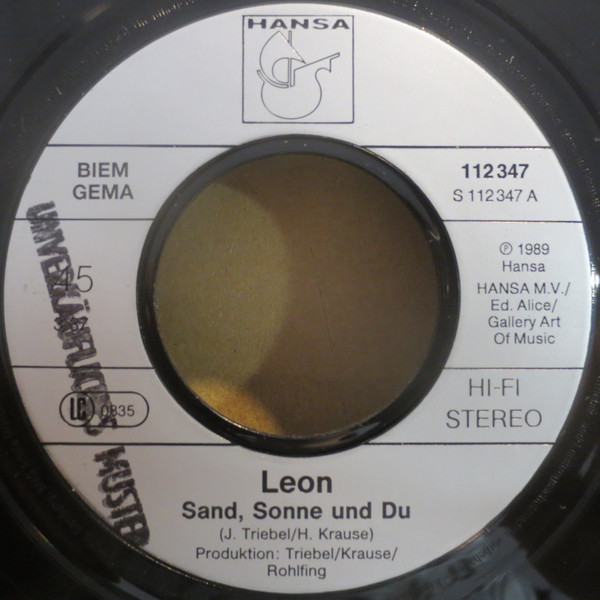 HANSA
BIEM
GEMA
112 347
S 112 347 A
℗ 1989
Hansa
HANSA M.V./
Ed. Alice/
Gallery Art
Of Music
45
UNVERKÄUFLICHES MUSTER
LC 0835
HI-FI
STEREO
Leon
Sand, Sonne und Du
(J. Triebel/H. Krause)
Produktion: Triebel/Krause/
Rohlfing